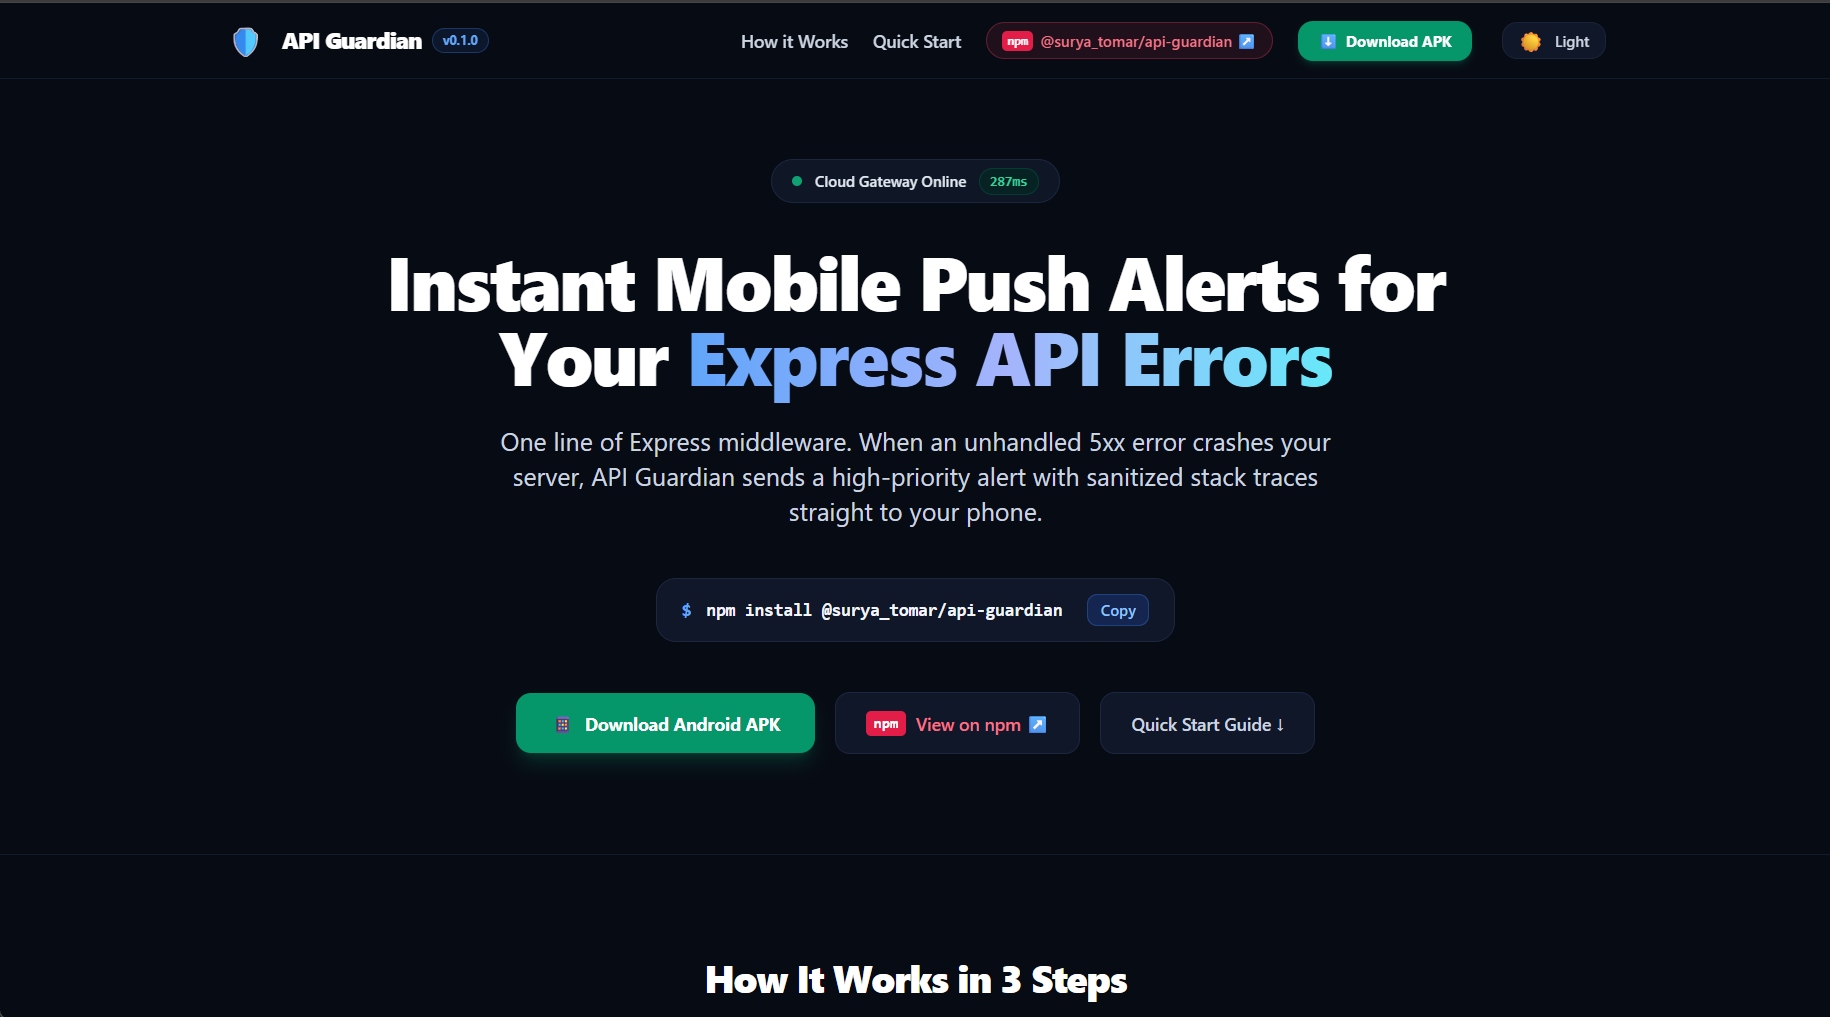 API Guardian v0.1.0
How it Works
Quick Start
npm @surya_tomar/api-guardian ↗
Download APK
Light
Cloud Gateway Online 287ms
Instant Mobile Push Alerts for
Your Express API Errors
One line of Express middleware. When an unhandled 5xx error crashes your
server, API Guardian sends a high-priority alert with sanitized stack traces
straight to your phone.
$ npm install @surya_tomar/api-guardian
Copy
Download Android APK
npm View on npm ↗
Quick Start Guide ↓
How It Works in 3 Steps